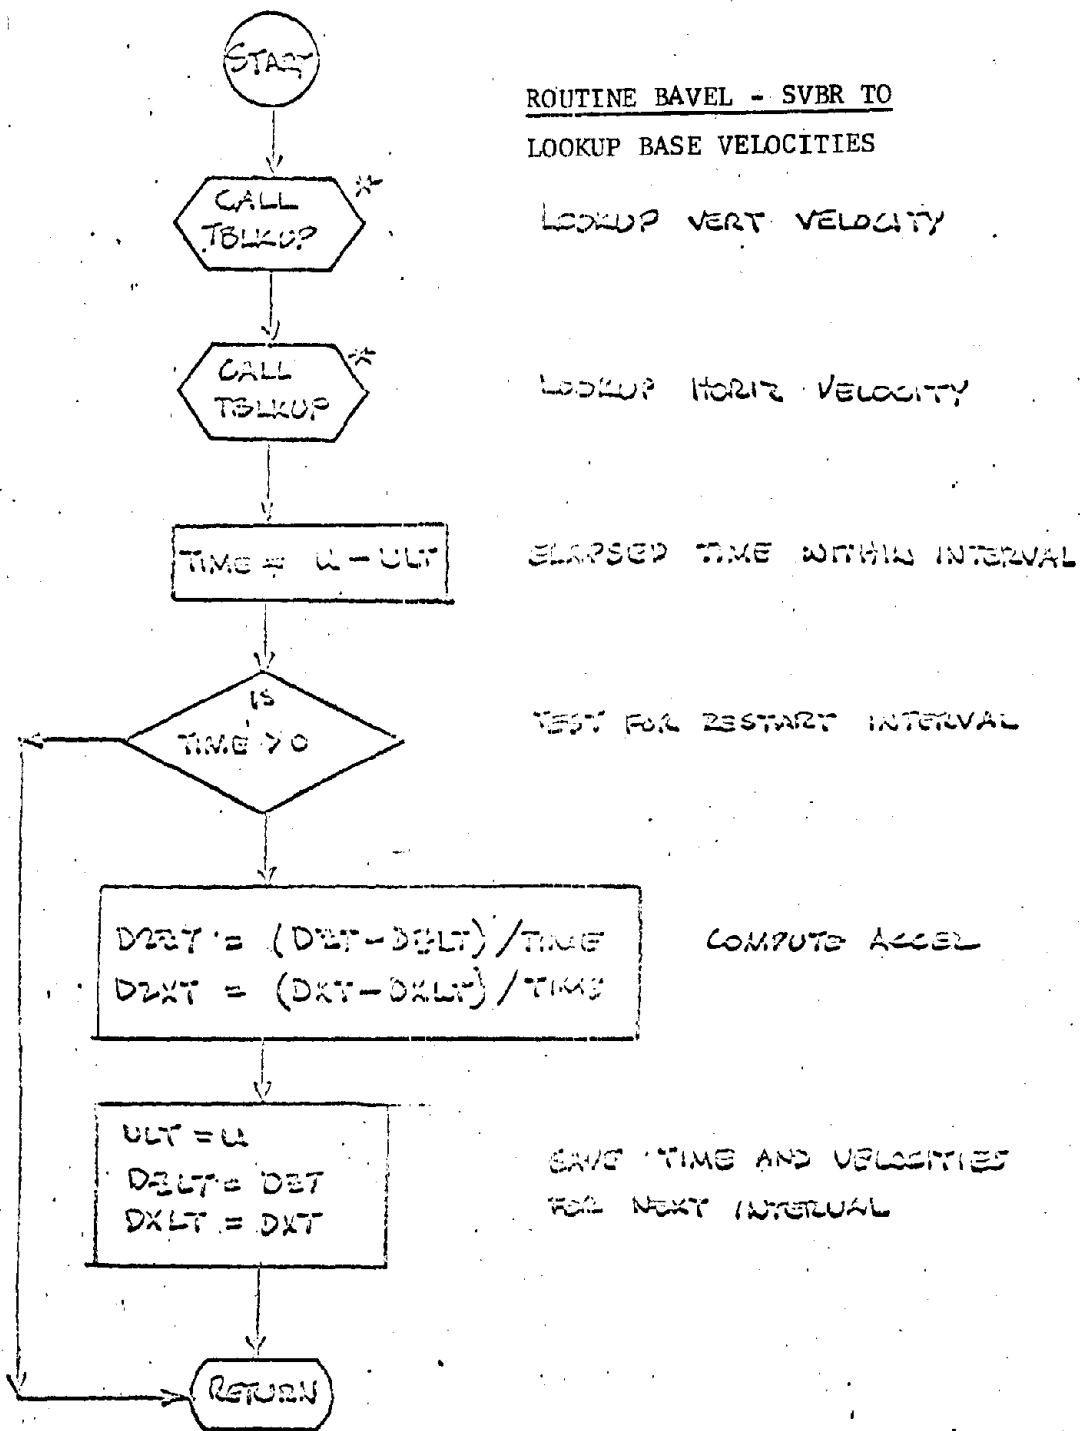 START
ROUTINE BAVEL - SVBR TO
LOOKUP BASE VELOCITIES
CALL *
TBLKUP
LOOKUP VERT VELOCITY
CALL *
TBLKUP
LOOKUP HORIZ VELOCITY
TIME = U - ULT
ELAPSED TIME WITHIN INTERVAL
IS
TIME > 0
TEST FOR RESTART INTERVAL
D2ZT = (DZT-DZLT)/TIME
D2XT = (DXT-DXLT)/TIME
COMPUTE ACCEL
ULT = U
DZLT = DZT
DXLT = DXT
SAVE TIME AND VELOCITIES
FOR NEXT INTERVAL
RETURN